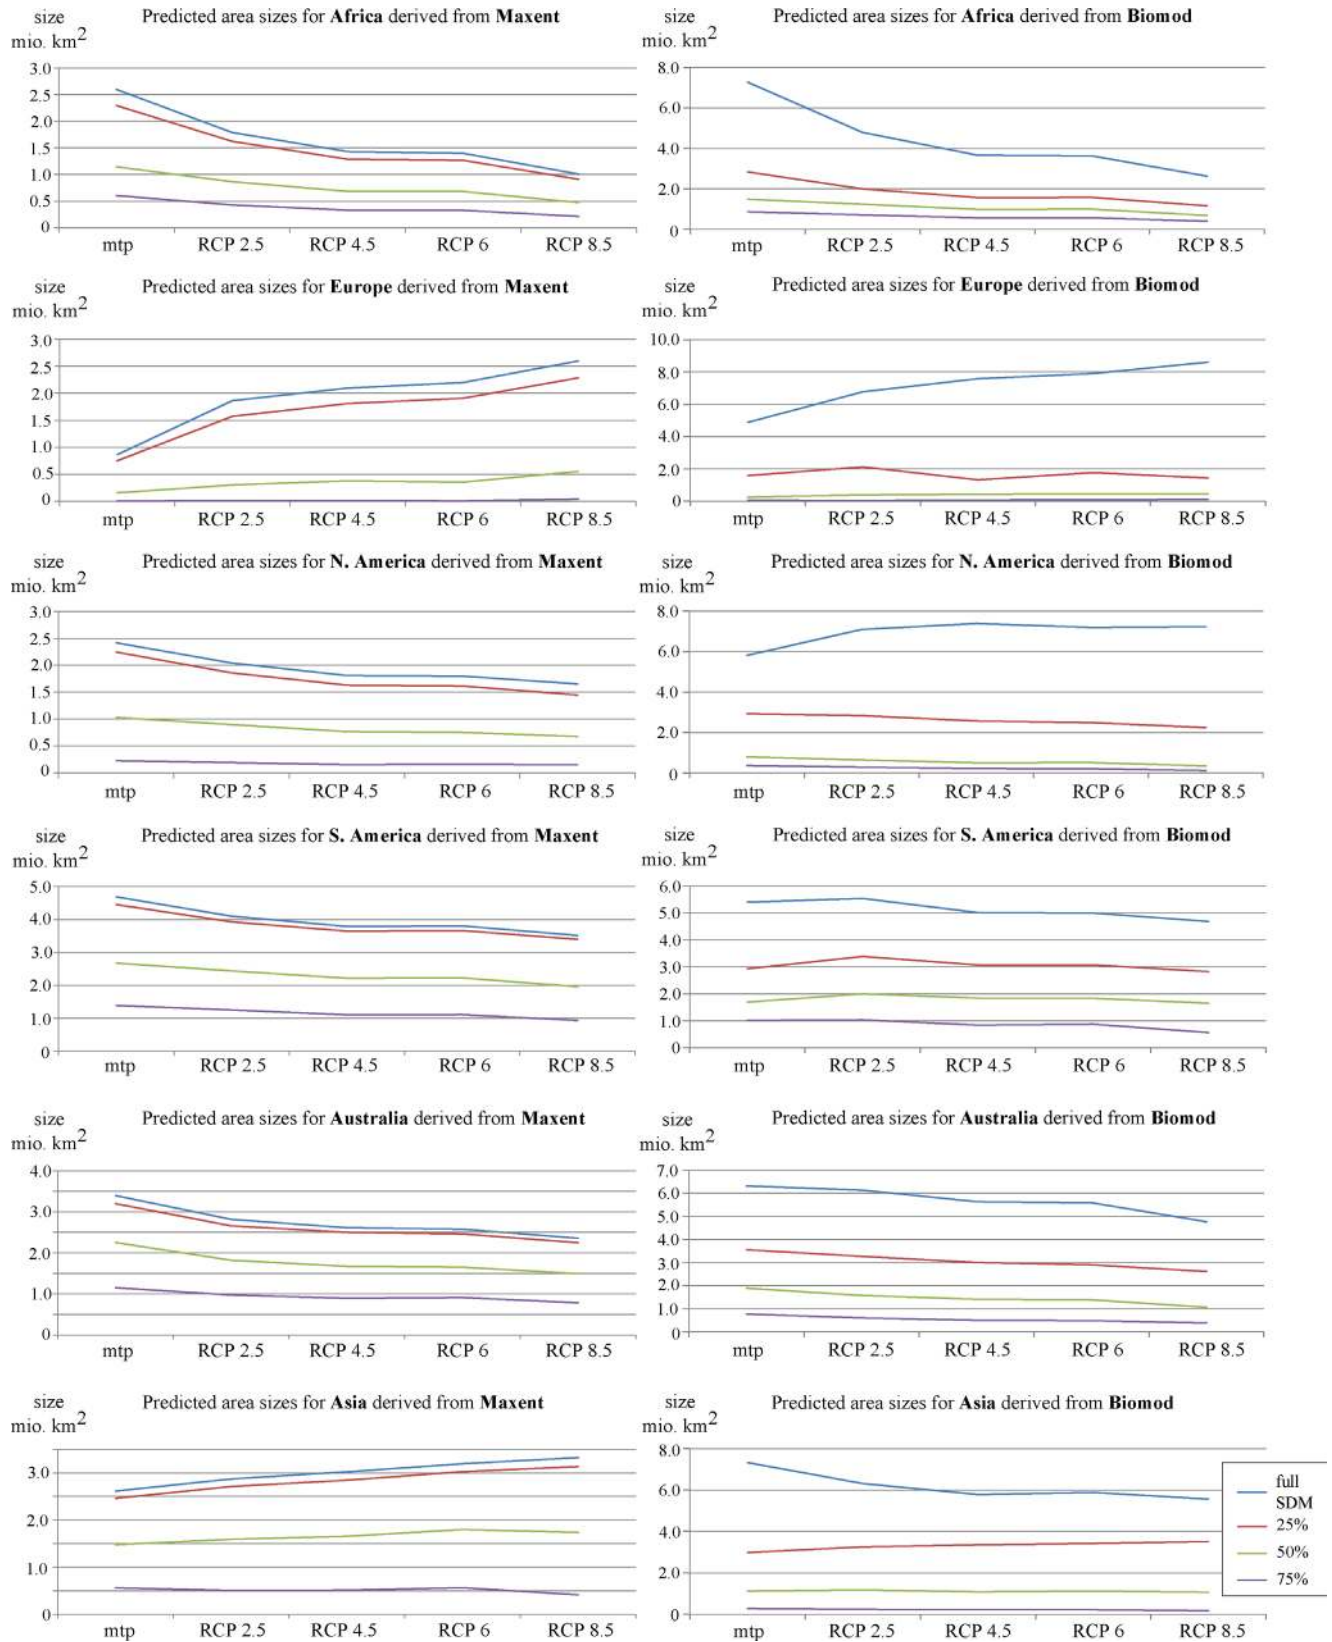 size
mio. km2
Predicted area sizes for Africa derived from Maxent
3.0
2.5
2.0
1.5
1.0
0.5
0
mtp RCP 2.5 RCP 4.5 RCP 6 RCP 8.5
size
mio. km2
Predicted area sizes for Africa derived from Biomod
8.0
6.0
4.0
2.0
0
mtp RCP 2.5 RCP 4.5 RCP 6 RCP 8.5
size
mio. km2
Predicted area sizes for Europe derived from Maxent
3.0
2.5
2.0
1.5
1.0
0.5
0
mtp RCP 2.5 RCP 4.5 RCP 6 RCP 8.5
size
mio. km2
Predicted area sizes for Europe derived from Biomod
10.0
8.0
6.0
4.0
2.0
0
mtp RCP 2.5 RCP 4.5 RCP 6 RCP 8.5
size
mio. km2
Predicted area sizes for N. America derived from Maxent
3.0
2.5
2.0
1.5
1.0
0.5
0
mtp RCP 2.5 RCP 4.5 RCP 6 RCP 8.5
size
mio. km2
Predicted area sizes for N. America derived from Biomod
8.0
6.0
4.0
2.0
0
mtp RCP 2.5 RCP 4.5 RCP 6 RCP 8.5
size
mio. km2
Predicted area sizes for S. America derived from Maxent
5.0
4.0
3.0
2.0
1.0
0
mtp RCP 2.5 RCP 4.5 RCP 6 RCP 8.5
size
mio. km2
Predicted area sizes for S. America derived from Biomod
6.0
5.0
4.0
3.0
2.0
1.0
0
mtp RCP 2.5 RCP 4.5 RCP 6 RCP 8.5
size
mio. km2
Predicted area sizes for Australia derived from Maxent
4.0
3.0
2.0
1.0
0
mtp RCP 2.5 RCP 4.5 RCP 6 RCP 8.5
size
mio. km2
Predicted area sizes for Australia derived from Biomod
7.0
6.0
5.0
4.0
3.0
2.0
1.0
0
mtp RCP 2.5 RCP 4.5 RCP 6 RCP 8.5
size
mio. km2
Predicted area sizes for Asia derived from Maxent
3.0
2.0
1.0
0
mtp RCP 2.5 RCP 4.5 RCP 6 RCP 8.5
size
mio. km2
Predicted area sizes for Asia derived from Biomod
8.0
6.0
4.0
2.0
0
mtp RCP 2.5 RCP 4.5 RCP 6 RCP 8.5
full
SDM
25%
50%
75%